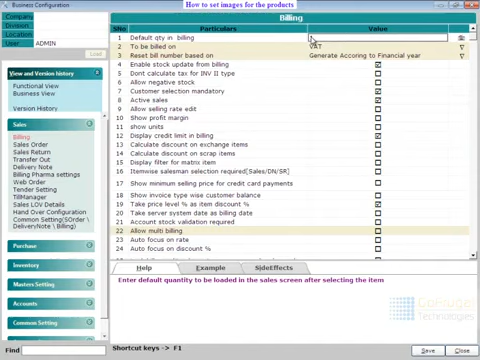 Business Configuration
How to set images for the products
Company
Division
Location
User ADMIN
Load
View and Version history
Functional View
Business View
Version History
Sales
Billing
Sales Order
Sales Return
Transfer Out
Delivery Note
Billing Pharma settings
Web Order
Tender Setting
TillManager
Sales LOV Details
Hand Over Configuration
Common Setting(SOrder \
DeliveryNote \ Billing)
Purchase
Inventory
Masters Setting
Accounts
Common Setting
Find
Billing
SNo Particulars Value
1 Default qty in billing
2 To be billed on VAT
3 Reset bill number based on Generate Accoring to Financial year
4 Enable stock update from billing
5 Dont calculate tax for INV II type
6 Allow negative stock
7 Customer selection mandatory
8 Active sales
9 Allow selling rate edit
10 Show profit margin
11 show units
12 Display credit limit in billing
13 Calculate discount on exchange items
14 Calculate discount on scrap items
15 Display filter for matrix item
16 Itemwise salesman selection required[Sales/DN/SR]
17 Show minimum selling price for credit card payments
18 Show invoice type wise customer balance
19 Take price level % as item discount %
20 Take server system date as billing date
21 Account stock validation required
22 Allow multi billing
23 Auto focus on rate
24 Auto focus on discount %
Help Example SideEffects
Enter default quantity to be loaded in the sales screen after selecting the item
GoFrugal
Technologies
Shortcut keys -> F1
Save Close